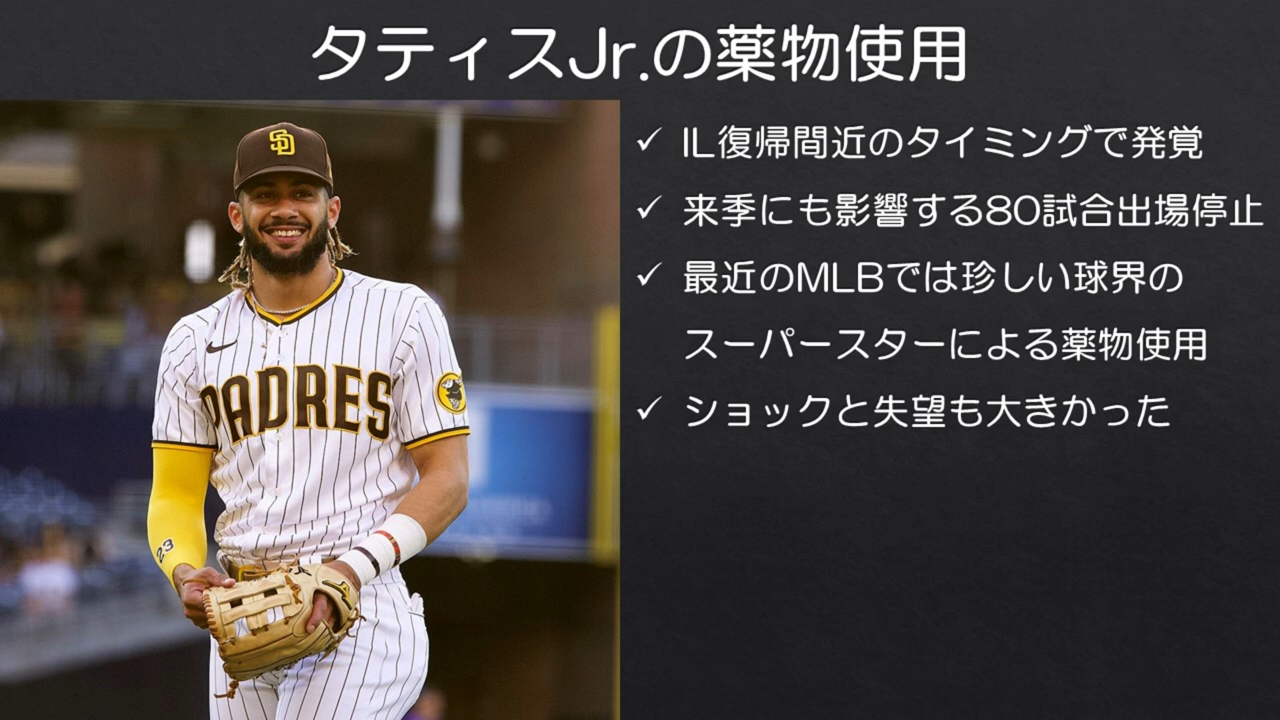 タティスJr.の薬物使用
✓ IL復帰間近のタイミングで発覚
✓ 来季にも影響する80試合出場停止
✓ 最近のMLBでは珍しい球界の
スーパースターによる薬物使用
✓ ショックと失望も大きかった
SD
PADRES
23